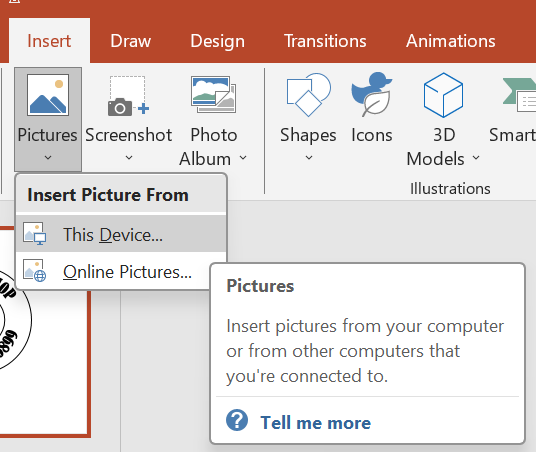 Insert Draw Design Transitions Animations
Pictures Screenshot Photo Album Shapes Icons 3D Models
Illustrations
Insert Picture From
This Device...
Online Pictures...
Pictures
Insert pictures from your computer
or from other computers that
you're connected to.
Tell me more